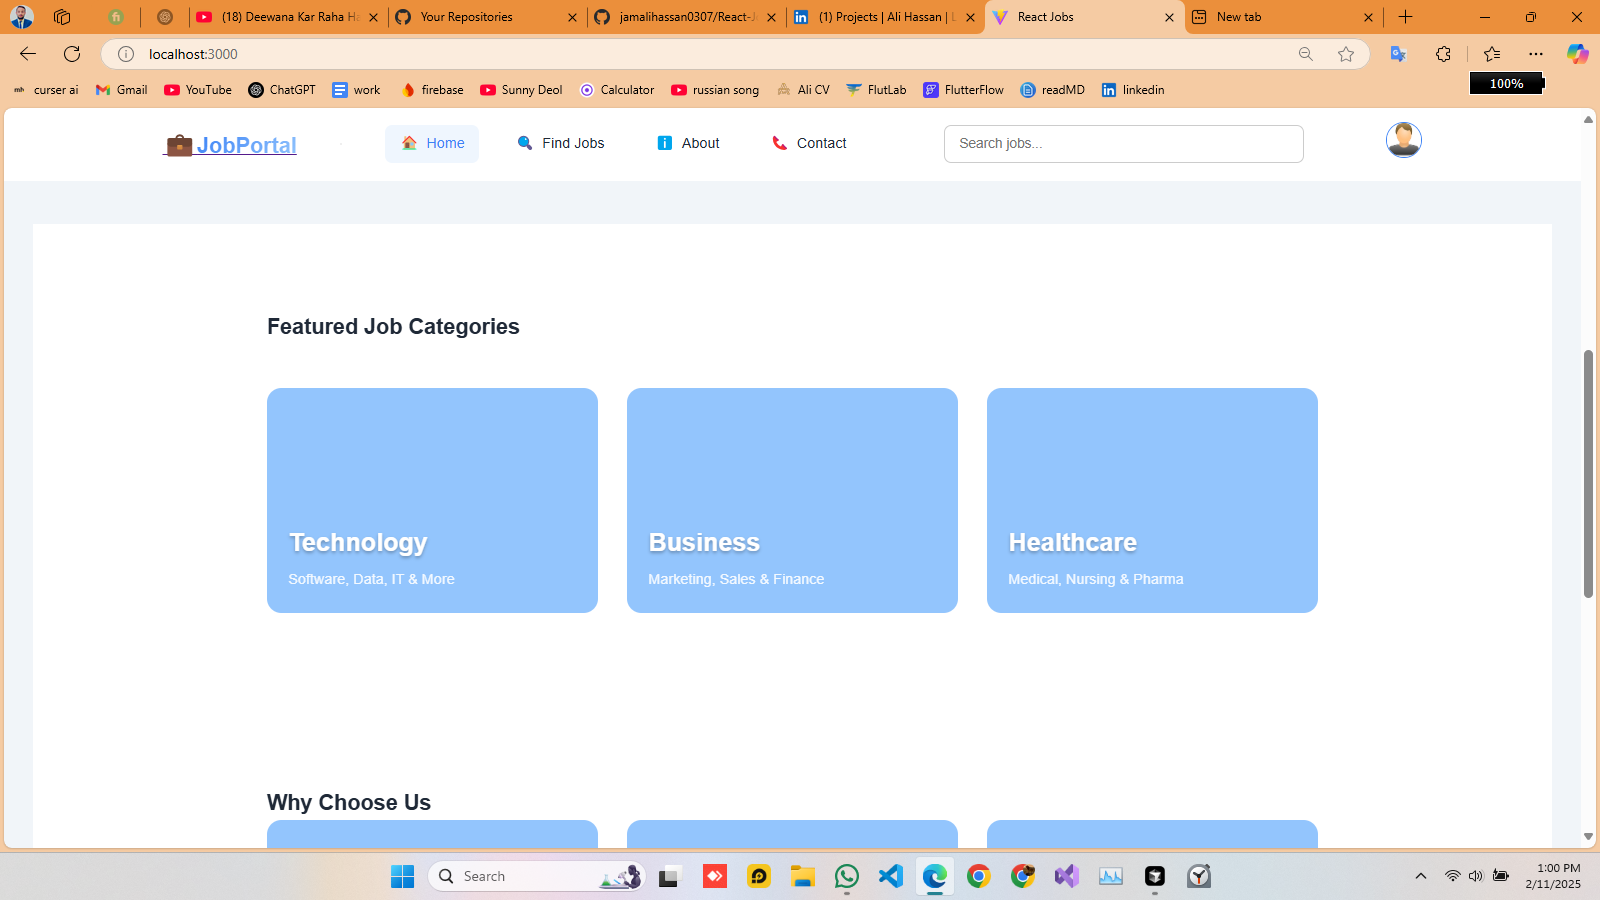 (18) Deewana Kar Raha Ha
Your Repositories
jamalihassan0307/React-Jo
(1) Projects | Ali Hassan | L
React Jobs
New tab
localhost:3000
curser ai
Gmail
YouTube
ChatGPT
work
firebase
Sunny Deol
Calculator
russian song
Ali CV
FlutLab
FlutterFlow
readMD
linkedin
100%
JobPortal
Home
Find Jobs
About
Contact
Search jobs...
Featured Job Categories
Technology
Software, Data, IT & More
Business
Marketing, Sales & Finance
Healthcare
Medical, Nursing & Pharma
Why Choose Us
Search
1:00 PM
2/11/2025